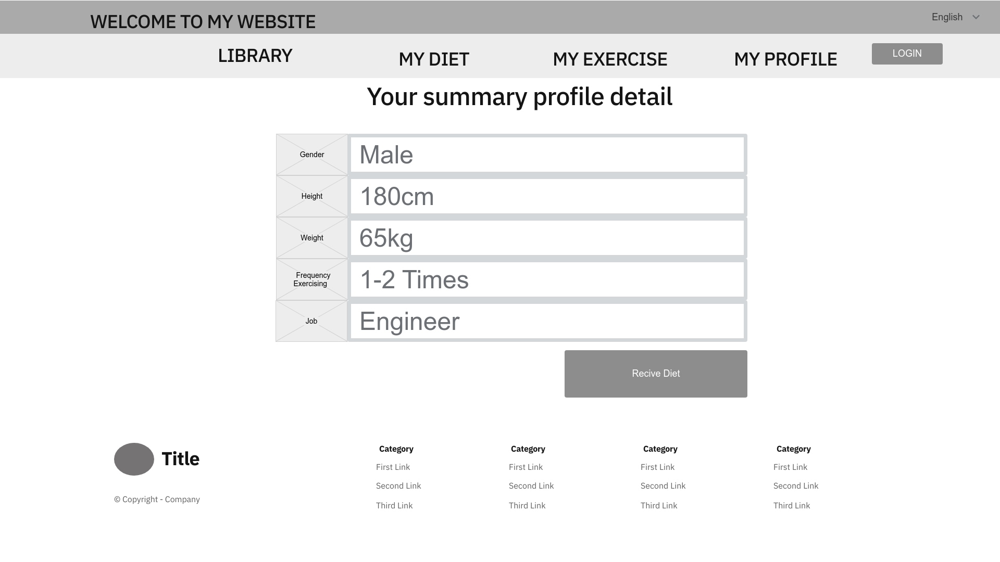 WELCOME TO MY WEBSITE
English
LIBRARY
MY DIET
MY EXERCISE
MY PROFILE
LOGIN
Your summary profile detail
Gender
Male
Height
180cm
Weight
65kg
Frequency
Exercising
1-2 Times
Job
Engineer
Recive Diet
Title
© Copyright - Company
Category
First Link
Second Link
Third Link
Category
First Link
Second Link
Third Link
Category
First Link
Second Link
Third Link
Category
First Link
Second Link
Third Link